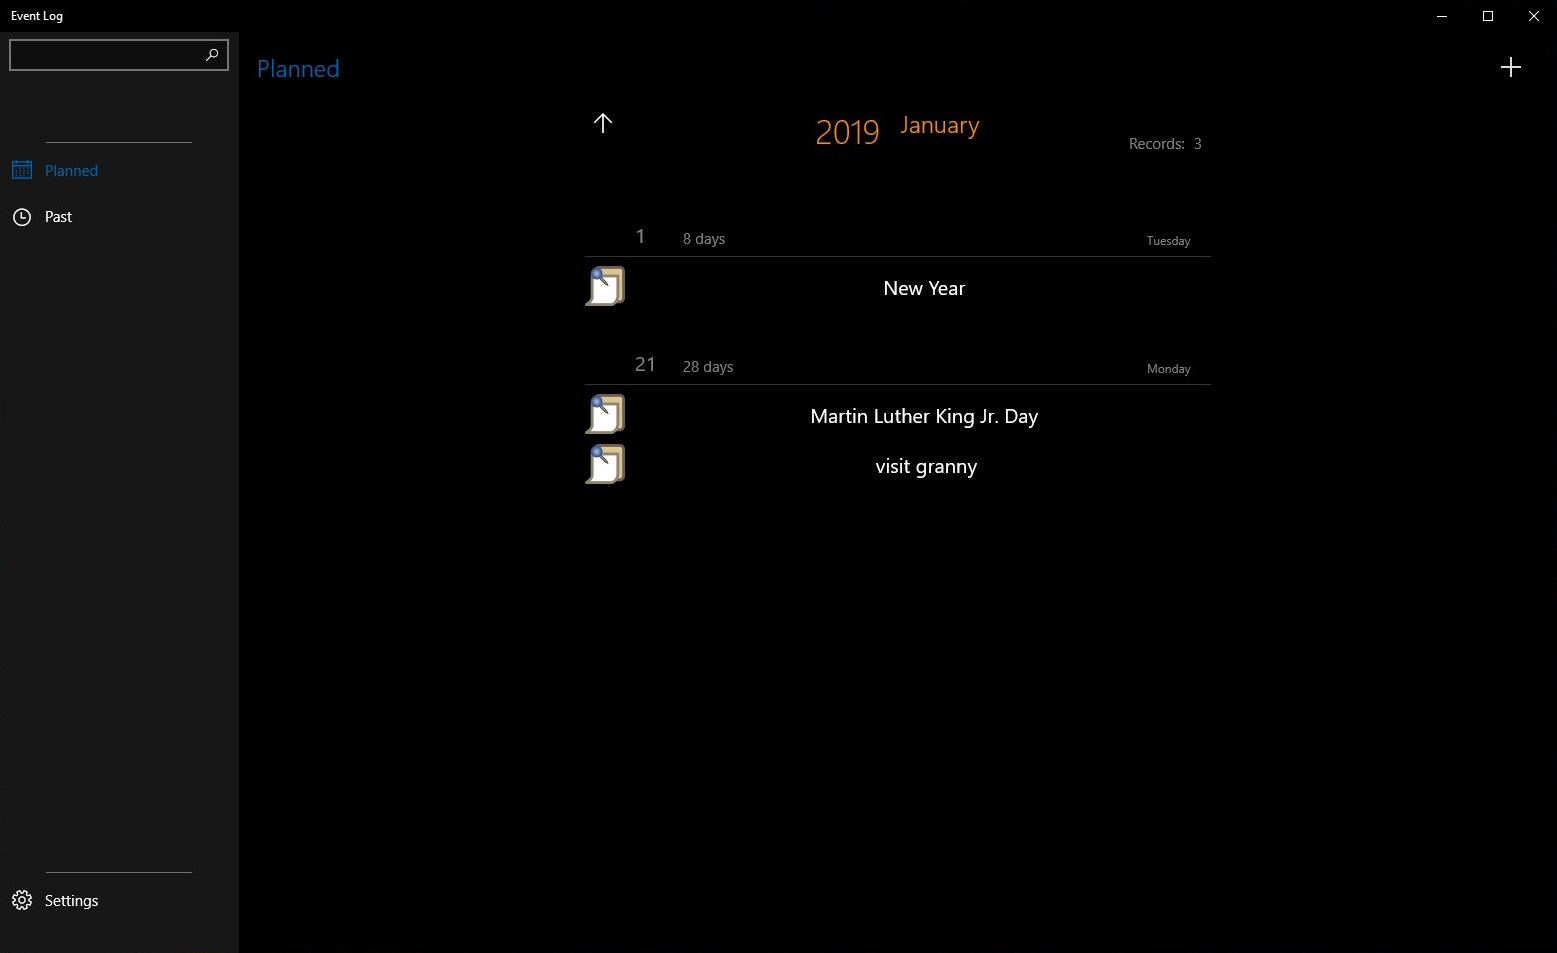 Event Log
Planned
2019 January
Records: 3
Planned
Past
1 8 days Tuesday
New Year
21 28 days Monday
Martin Luther King Jr. Day
visit granny
Settings